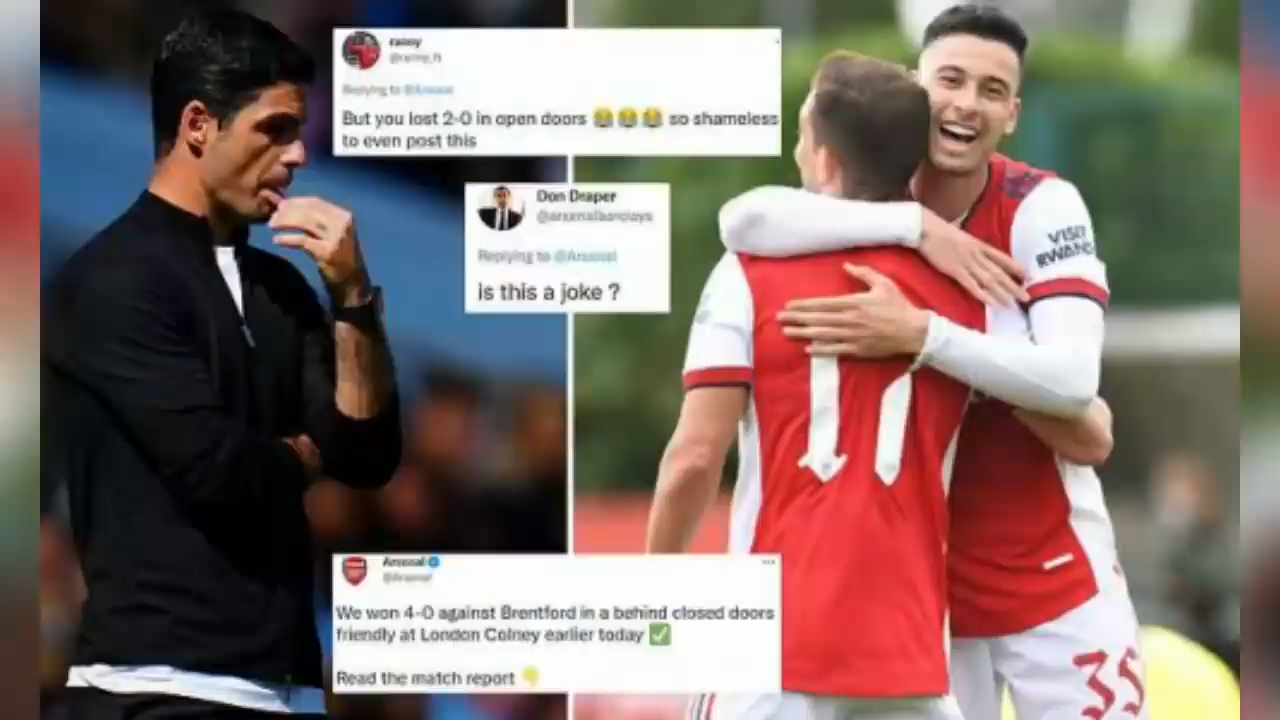 ranny
Replying to @Arsenal
But you lost 2-0 in open doors 😂😂😂 so shameless
to even post this
Don Draper
@arsenalbarclays
Replying to @Arsenal
is this a joke ?
VISIT
RWANDA
17
35
Arsenal
@Arsenal
We won 4-0 against Brentford in a behind closed doors
friendly at London Colney earlier today ✅
Read the match report 👇